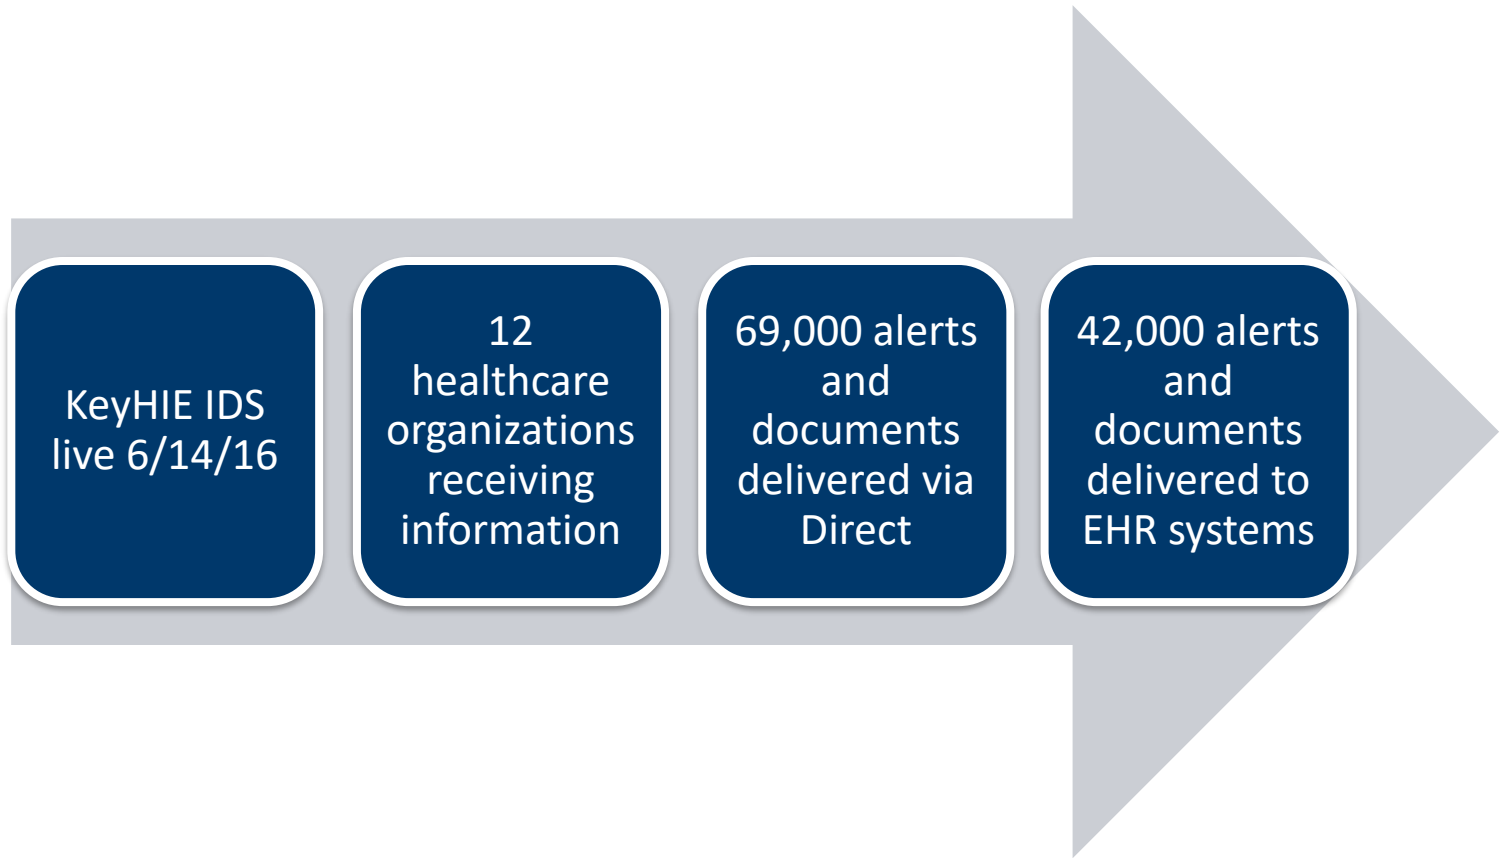 KeyHIE IDS
live 6/14/16
12
healthcare
organizations
receiving
information
69,000 alerts
and
documents
delivered via
Direct
42,000 alerts
and
documents
delivered to
EHR systems